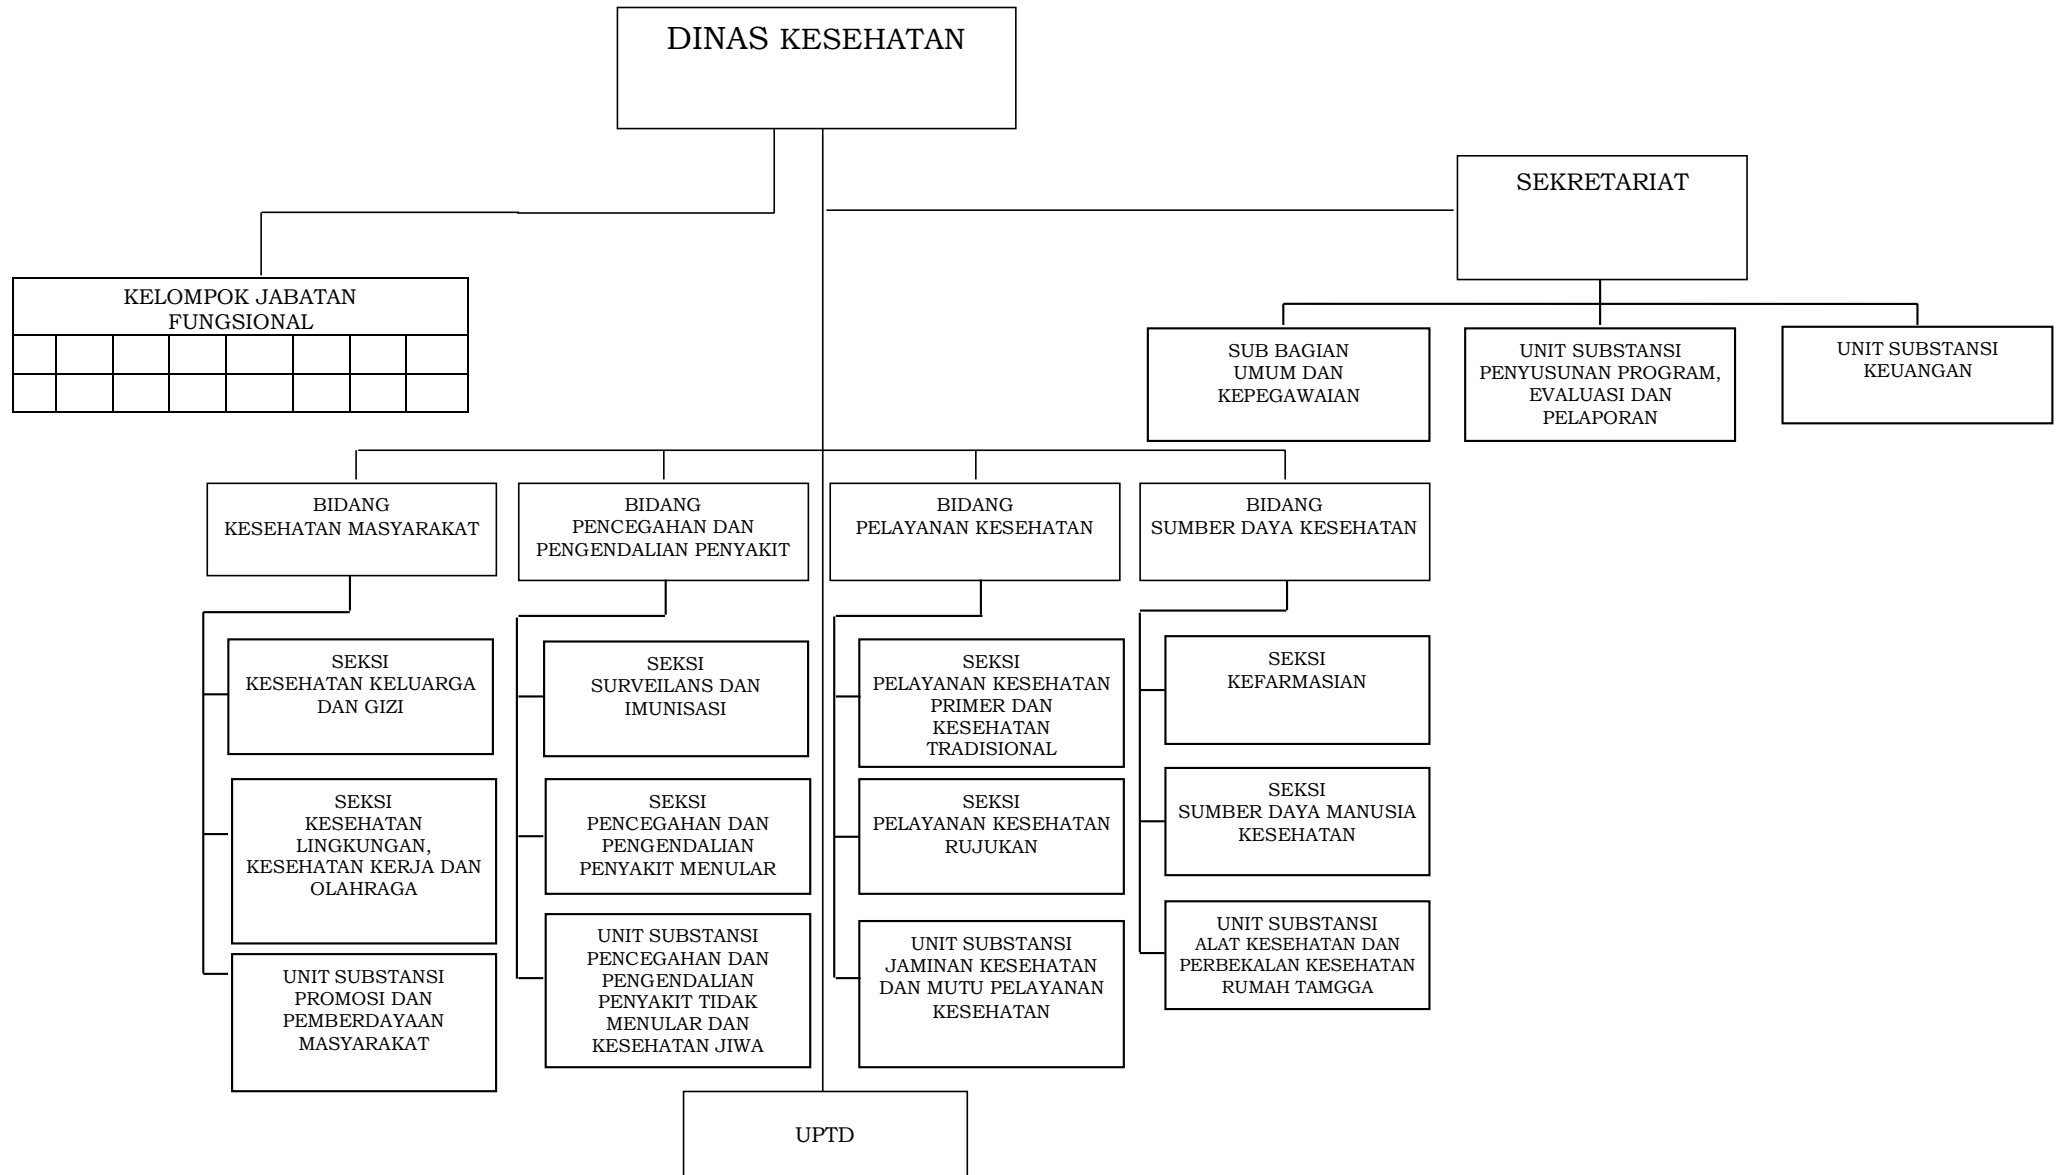 DINAS KESEHATAN
SEKRETARIAT
KELOMPOK JABATAN
FUNGSIONAL
SUB BAGIAN
UMUM DAN
KEPEGAWAIAN
UNIT SUBSTANSI
PENYUSUNAN PROGRAM,
EVALUASI DAN
PELAPORAN
UNIT SUBSTANSI
KEUANGAN
BIDANG
KESEHATAN MASYARAKAT
BIDANG
PENCEGAHAN DAN
PENGENDALIAN PENYAKIT
BIDANG
PELAYANAN KESEHATAN
BIDANG
SUMBER DAYA KESEHATAN
SEKSI
KESEHATAN KELUARGA
DAN GIZI
SEKSI
SURVEILANS DAN
IMUNISASI
SEKSI
PELAYANAN KESEHATAN
PRIMER DAN
KESEHATAN
TRADISIONAL
SEKSI
KEFARMASIAN
SEKSI
KESEHATAN
LINGKUNGAN,
KESEHATAN KERJA DAN
OLAHRAGA
SEKSI
PENCEGAHAN DAN
PENGENDALIAN
PENYAKIT MENULAR
SEKSI
PELAYANAN KESEHATAN
RUJUKAN
SEKSI
SUMBER DAYA MANUSIA
KESEHATAN
UNIT SUBSTANSI
PROMOSI DAN
PEMBERDAYAAN
MASYARAKAT
UNIT SUBSTANSI
PENCEGAHAN DAN
PENGENDALIAN
PENYAKIT TIDAK
MENULAR DAN
KESEHATAN JIWA
UNIT SUBSTANSI
JAMINAN KESEHATAN
DAN MUTU PELAYANAN
KESEHATAN
UNIT SUBSTANSI
ALAT KESEHATAN DAN
PERBEKALAN KESEHATAN
RUMAH TAMGGA
UPTD